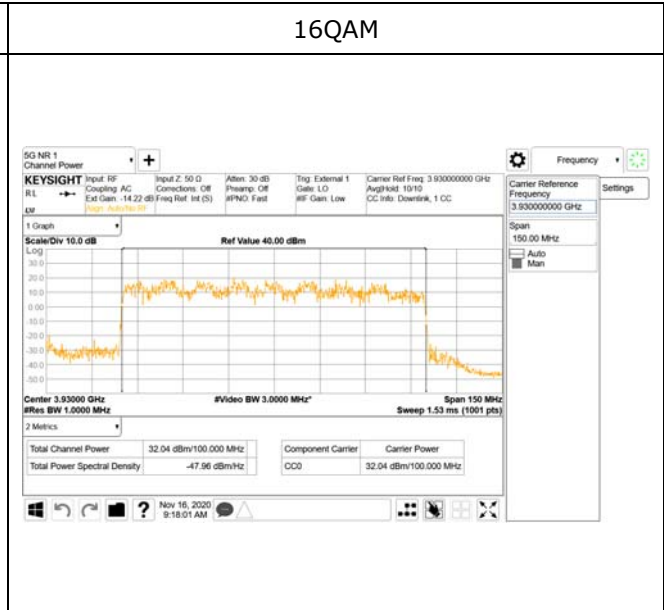 16QAM
5G NR 1
Channel Power
+
Frequency
KEYSIGHT Input: RF Input Z: 50 Ω Atten: 30 dB Trig: External 1 Carrier Ref Freq: 3.930000000 GHz
RL Coupling: AC Corrections: Off Preamp: Off Gate: LO Avg|Hold: 10/10
Ext Gain: -14.22 dB Freq Ref: Int (S) #PNO: Fast #IF Gain: Low CC Info: Downlink, 1 CC
Align: Auto/No RF
Carrier Reference
Frequency
3.930000000 GHz
Settings
Span
150.00 MHz
Auto
Man
1 Graph
Scale/Div 10.0 dB Ref Value 40.00 dBm
Log
30.0
20.0
10.0
0.00
-10.0
-20.0
-30.0
-40.0
-50.0
Center 3.93000 GHz #Video BW 3.0000 MHz* Span 150 MHz
#Res BW 1.0000 MHz Sweep 1.53 ms (1001 pts)
2 Metrics
Total Channel Power 32.04 dBm/100.000 MHz Component Carrier Carrier Power
Total Power Spectral Density -47.96 dBm/Hz CC0 32.04 dBm/100.000 MHz
? Nov 16, 2020
9:18:01 AM